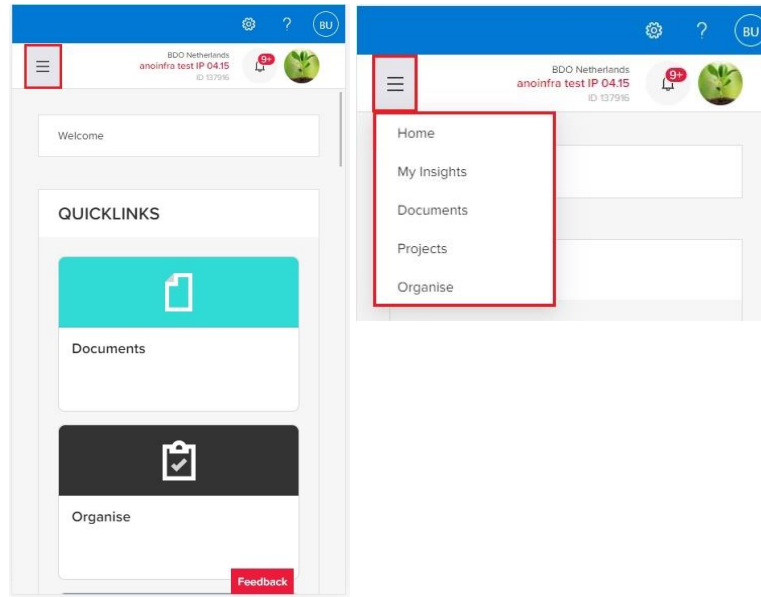 ?
BU
BDO Netherlands
anoinfra test IP 04.15
ID 137916
9+
Welcome
QUICKLINKS
Documents
Organise
Feedback
?
BU
BDO Netherlands
anoinfra test IP 04.15
ID 137916
9+
Home
My Insights
Documents
Projects
Organise